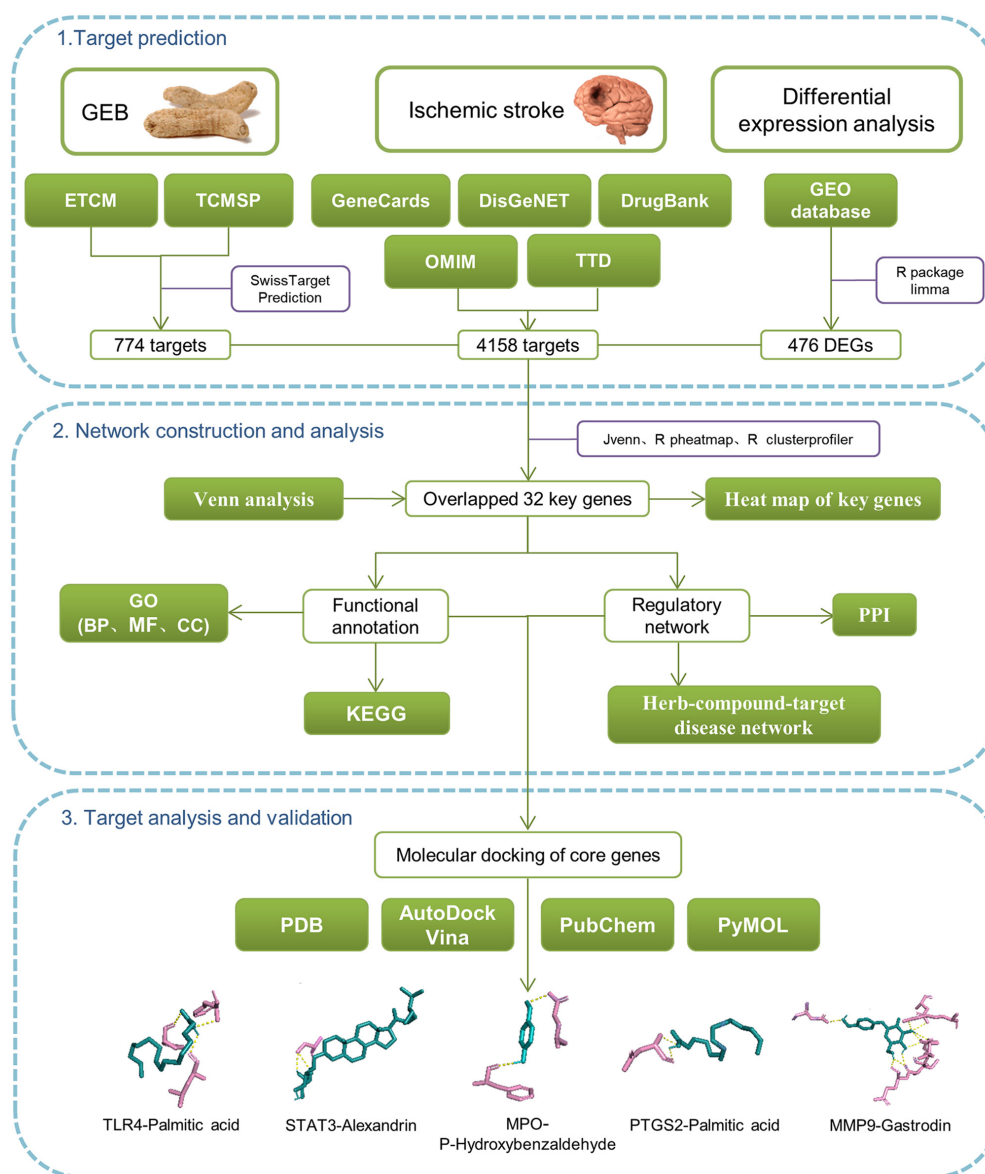 1.Target prediction
GEB
Ischemic stroke
Differential
expression analysis
ETCM
TCMSP
GeneCards
DisGeNET
DrugBank
GEO
database
OMIM
TTD
SwissTarget
Prediction
R package
limma
774 targets
4158 targets
476 DEGs
2. Network construction and analysis
Jvenn、R pheatmap、R clusterprofiler
Venn analysis
Overlapped 32 key genes
Heat map of key genes
GO
(BP、MF、CC)
Functional
annotation
Regulatory
network
PPI
KEGG
Herb-compound-target
disease network
3. Target analysis and validation
Molecular docking of core genes
PDB
AutoDock
Vina
PubChem
PyMOL
TLR4-Palmitic acid
STAT3-Alexandrin
MPO-
P-Hydroxybenzaldehyde
PTGS2-Palmitic acid
MMP9-Gastrodin